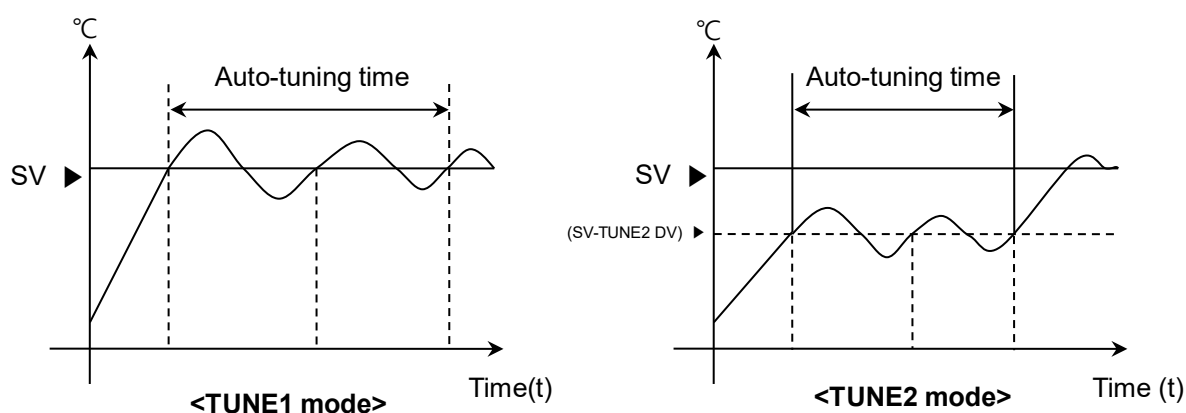 ℃
Auto-tuning time
SV ▶
Time(t)
<TUNE1 mode>
℃
Auto-tuning time
SV ▶
(SV-TUNE2 DV) ▶
Time (t)
<TUNE2 mode>